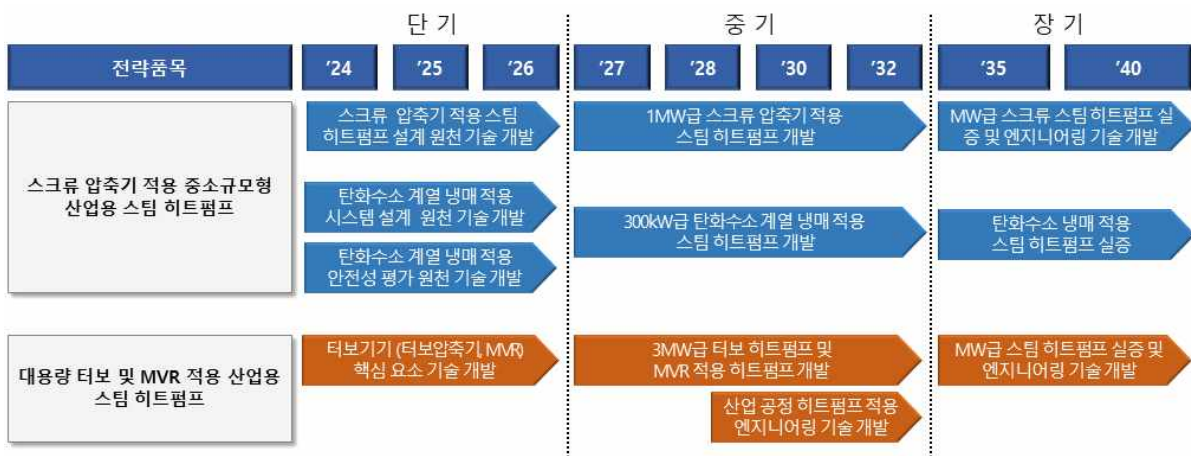 단 기
중 기
장 기
전략품목
'24
'25
'26
'27
'28
'30
'32
'35
'40
스크류 압축기 적용 중소규모형
산업용 스팀 히트펌프
스크류 압축기 적용 스팀
히트펌프 설계 원천 기술 개발
1MW급 스크류 압축기 적용
스팀 히트펌프 개발
MW급 스크류 스팀 히트펌프 실
증 및 엔지니어링 기술 개발
탄화수소 계열 냉매 적용
시스템 설계 원천 기술 개발
300kW급 탄화수소 계열 냉매 적용
스팀 히트펌프 개발
탄화수소 냉매 적용
스팀 히트펌프 실증
탄화수소 계열 냉매 적용
안전성 평가 원천 기술 개발
대용량 터보 및 MVR 적용 산업용
스팀 히트펌프
터보기기 (터보압축기, MVR)
핵심 요소 기술 개발
3MW급 터보 히트펌프 및
MVR 적용 히트펌프 개발
MW급 스팀 히트펌프 실증 및
엔지니어링 기술 개발
산업 공정 히트펌프 적용
엔지니어링 기술 개발